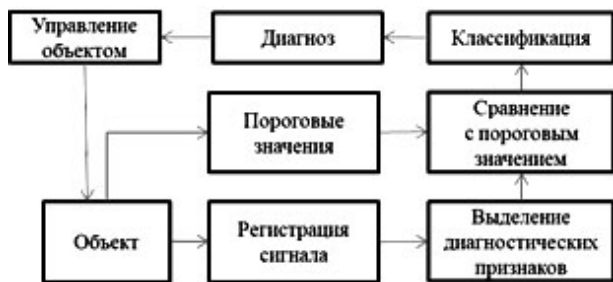 Управление
объектом
Диагноз
Классификация
Пороговые
значения
Сравнение
с пороговым
значением
Объект
Регистрация
сигнала
Выделение
диагностических
признаков